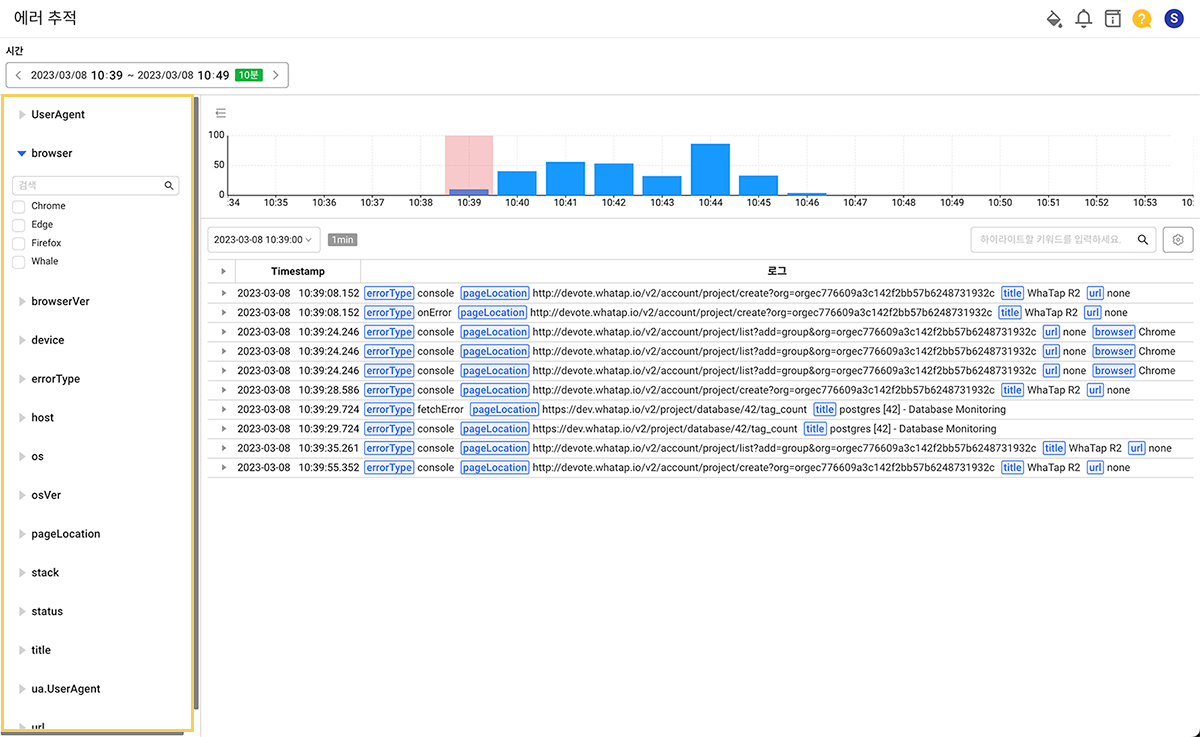 에러 추적
S
시간
2023/03/08 10:39 ~ 2023/03/08 10:49 10분
UserAgent
browser
검색
Chrome
Edge
Firefox
Whale
browserVer
device
errorType
host
os
osVer
pageLocation
stack
status
title
ua.UserAgent
url
100
50
0
:34 10:35 10:36 10:37 10:38 10:39 10:40 10:41 10:42 10:43 10:44 10:45 10:46 10:47 10:48 10:49 10:50 10:51 10:52 10:53 10:
2023-03-08 10:39:00 1min 하이라이트할 키워드를 입력하세요.
Timestamp 로그
2023-03-08 10:39:08.152 errorType console pageLocation http://devote.whatap.io/v2/account/project/create?org=orgec776609a3c142f2bb57b6248731932c title WhaTap R2 url none
2023-03-08 10:39:08.152 errorType onError pageLocation http://devote.whatap.io/v2/account/project/create?org=orgec776609a3c142f2bb57b6248731932c title WhaTap R2 url none
2023-03-08 10:39:24.246 errorType console pageLocation http://devote.whatap.io/v2/account/project/list?add=group&org=orgec776609a3c142f2bb57b6248731932c url none browser Chrome
2023-03-08 10:39:24.246 errorType console pageLocation http://devote.whatap.io/v2/account/project/list?add=group&org=orgec776609a3c142f2bb57b6248731932c url none browser Chrome
2023-03-08 10:39:24.246 errorType console pageLocation http://devote.whatap.io/v2/account/project/list?add=group&org=orgec776609a3c142f2bb57b6248731932c url none browser Chrome
2023-03-08 10:39:28.586 errorType console pageLocation http://devote.whatap.io/v2/account/project/create?org=orgec776609a3c142f2bb57b6248731932c title WhaTap R2 url none
2023-03-08 10:39:29.724 errorType fetchError pageLocation https://dev.whatap.io/v2/project/database/42/tag_count title postgres [42] - Database Monitoring
2023-03-08 10:39:29.724 errorType console pageLocation https://dev.whatap.io/v2/project/database/42/tag_count title postgres [42] - Database Monitoring
2023-03-08 10:39:35.261 errorType console pageLocation http://devote.whatap.io/v2/account/project/list?add=group&org=orgec776609a3c142f2bb57b6248731932c title WhaTap R2 url none
2023-03-08 10:39:55.352 errorType console pageLocation http://devote.whatap.io/v2/account/project/create?org=orgec776609a3c142f2bb57b6248731932c title WhaTap R2 url none